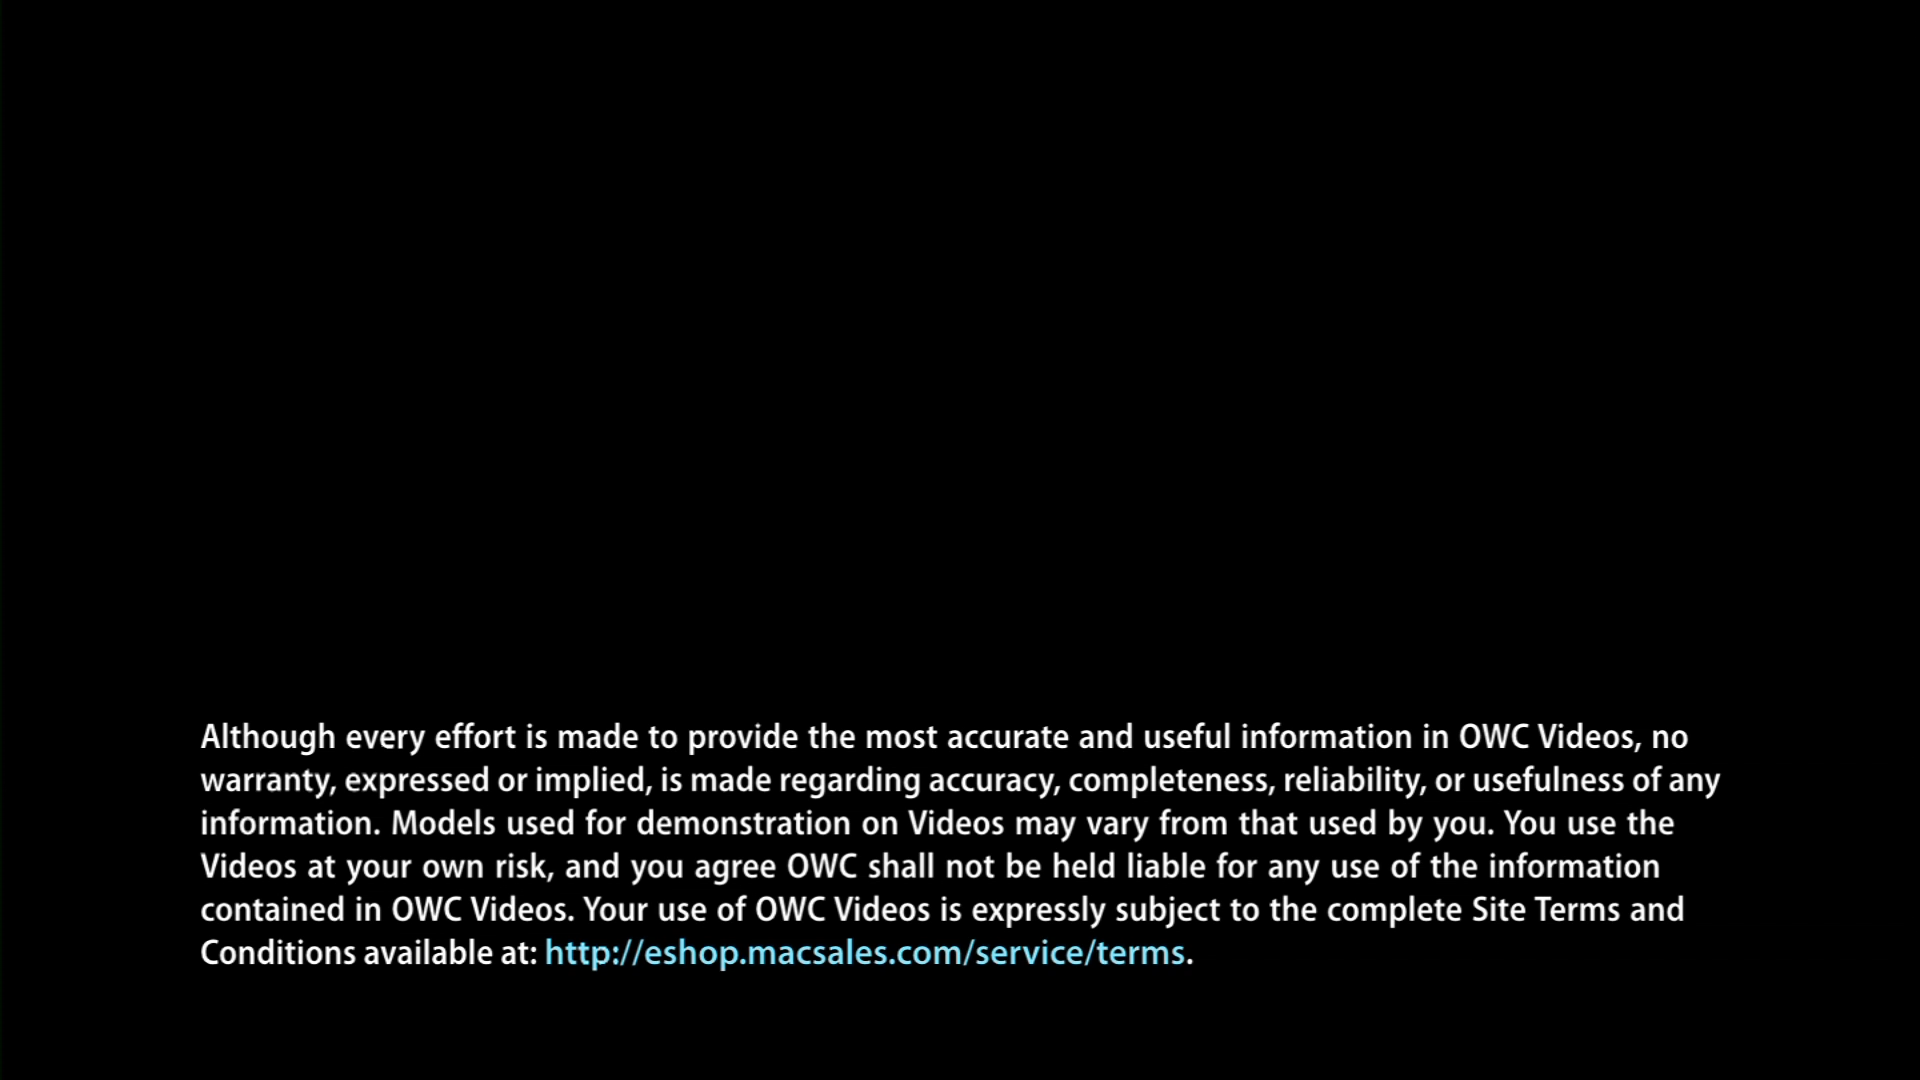 Although every effort is made to provide the most accurate and useful information in OWC Videos, no
warranty, expressed or implied, is made regarding accuracy, completeness, reliability, or usefulness of any
information. Models used for demonstration on Videos may vary from that used by you. You use the
Videos at your own risk, and you agree OWC shall not be held liable for any use of the information
contained in OWC Videos. Your use of OWC Videos is expressly subject to the complete Site Terms and
Conditions available at: http://eshop.macsales.com/service/terms.